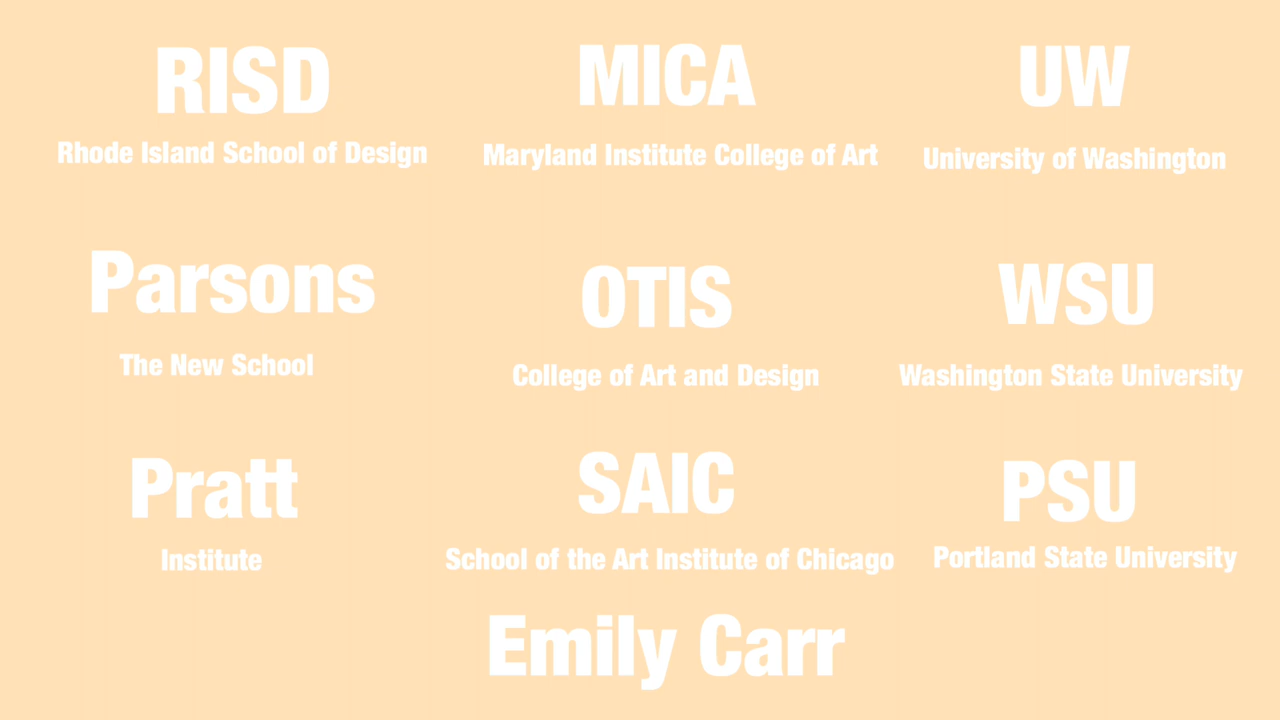 RISD
Rhode Island School of Design
MICA
Maryland Institute College of Art
UW
University of Washington
Parsons
The New School
OTIS
College of Art and Design
WSU
Washington State University
Pratt
Institute
SAIC
School of the Art Institute of Chicago
PSU
Portland State University
Emily Carr